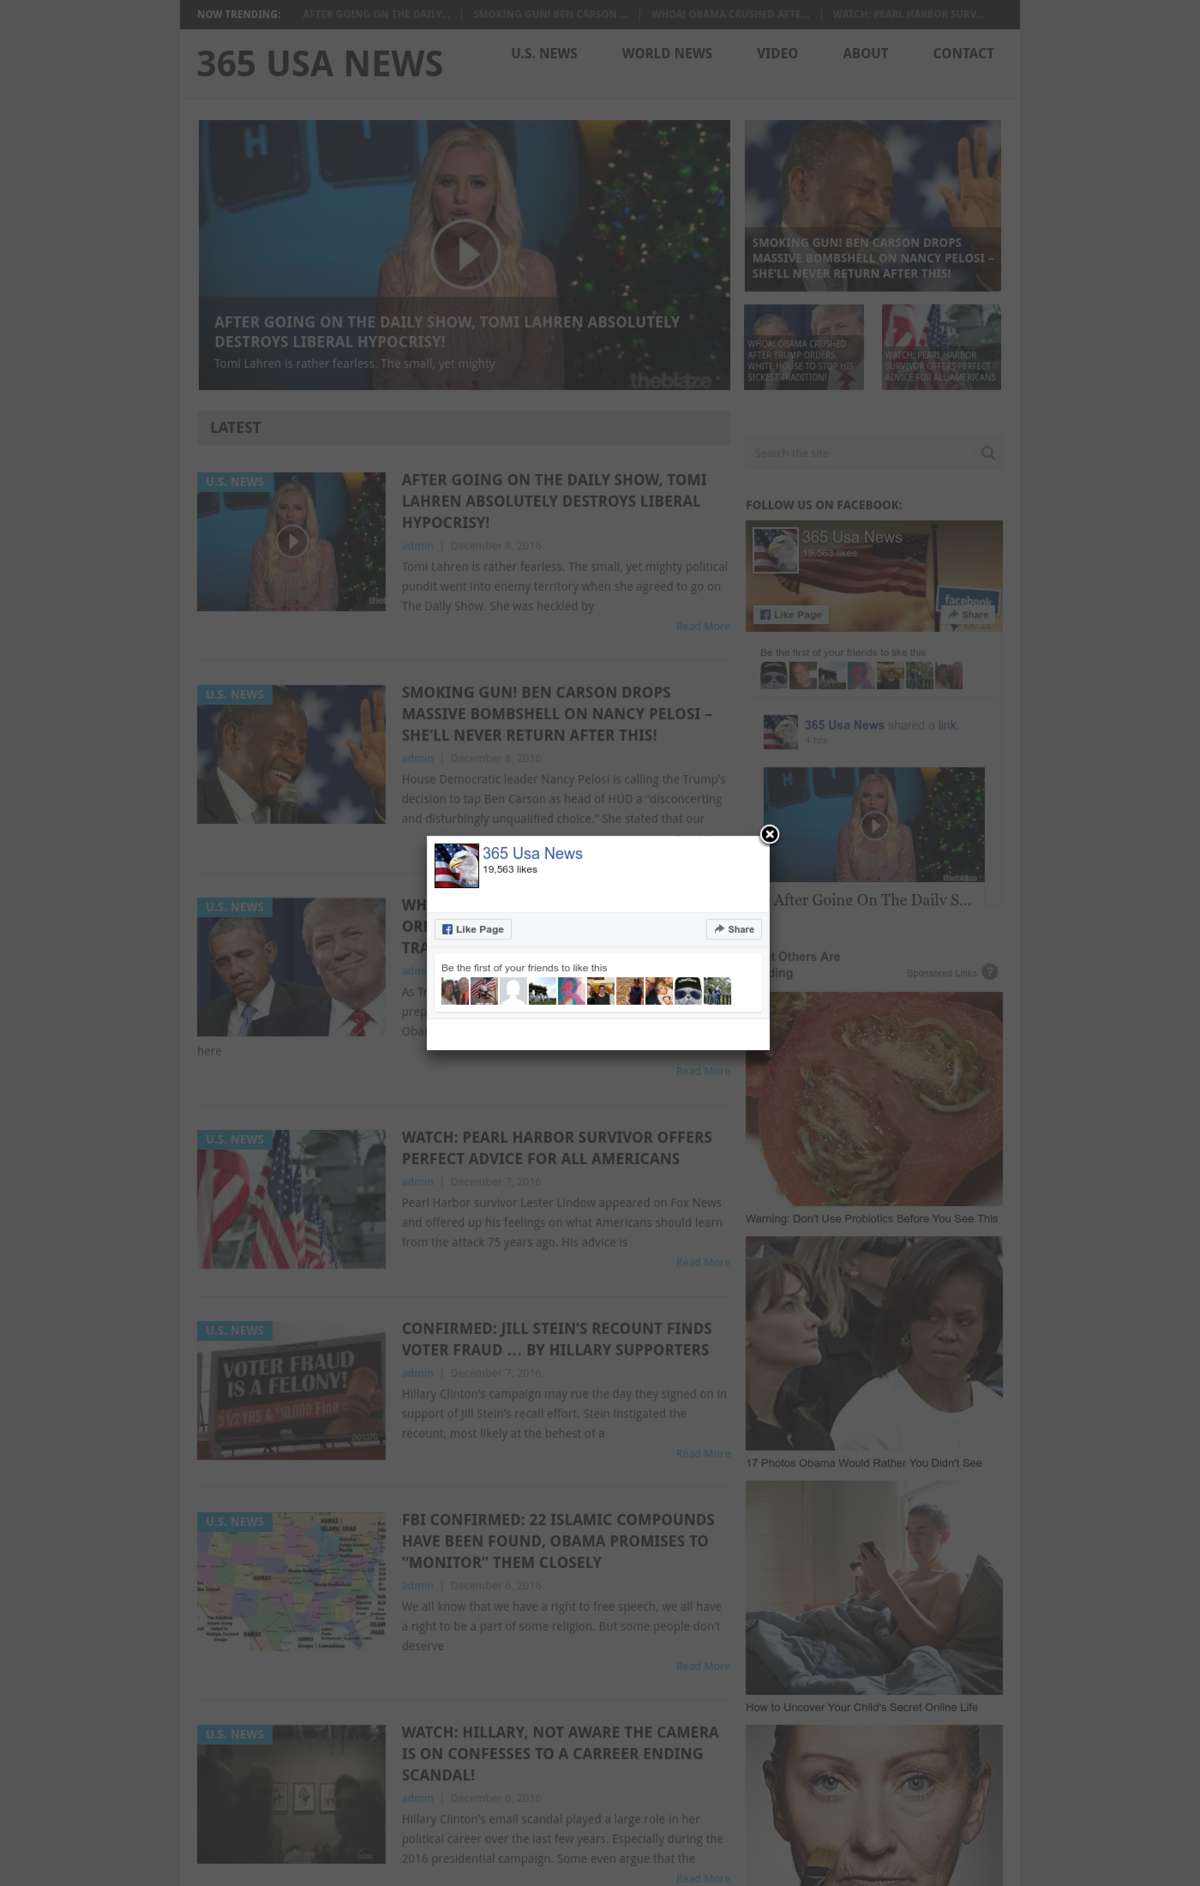 NOW TRENDING: AFTER GOING ON THE DAILY... | SMOKING GUN! BEN CARSON ... | WHOA! OBAMA CRUSHED AFTE... | WATCH: PEARL HARBOR SURV...
365 USA NEWS
U.S. NEWS WORLD NEWS VIDEO ABOUT CONTACT
AFTER GOING ON THE DAILY SHOW, TOMI LAHREN ABSOLUTELY
DESTROYS LIBERAL HYPOCRISY!
Tomi Lahren is rather fearless. The small, yet mighty
theblaze
SMOKING GUN! BEN CARSON DROPS
MASSIVE BOMBSHELL ON NANCY PELOSI –
SHE'LL NEVER RETURN AFTER THIS!
WHOA! OBAMA CRUSHED
AFTER TRUMP ORDERS
WHITE HOUSE TO STOP HIS
SICKEST TRADITION!
WATCH: PEARL HARBOR
SURVIVOR OFFERS PERFECT
ADVICE FOR ALL AMERICANS
LATEST
U.S. NEWS
AFTER GOING ON THE DAILY SHOW, TOMI
LAHREN ABSOLUTELY DESTROYS LIBERAL
HYPOCRISY!
admin | December 8, 2016
Tomi Lahren is rather fearless. The small, yet mighty political
pundit went into enemy territory when she agreed to go on
The Daily Show. She was heckled by
Read More
U.S. NEWS
SMOKING GUN! BEN CARSON DROPS
MASSIVE BOMBSHELL ON NANCY PELOSI –
SHE'LL NEVER RETURN AFTER THIS!
admin | December 8, 2016
House Democratic leader Nancy Pelosi is calling the Trump's
decision to tap Ben Carson as head of HUD a “disconcerting
and disturbingly unqualified choice.” She stated that our
U.S. NEWS
here
Read More
U.S. NEWS
WATCH: PEARL HARBOR SURVIVOR OFFERS
PERFECT ADVICE FOR ALL AMERICANS
admin | December 7, 2016
Pearl Harbor survivor Lester Lindow appeared on Fox News
and offered up his feelings on what Americans should learn
from the attack 75 years ago. His advice is
Read More
U.S. NEWS
VOTER FRAUD
IS A FELONY!
3 1/2 YRS & $10,000 Fine
CONFIRMED: JILL STEIN'S RECOUNT FINDS
VOTER FRAUD … BY HILLARY SUPPORTERS
admin | December 7, 2016
Hillary Clinton's campaign may rue the day they signed on in
support of Jill Stein's recall effort. Stein instigated the
recount, most likely at the behest of a
Read More
U.S. NEWS
FBI CONFIRMED: 22 ISLAMIC COMPOUNDS
HAVE BEEN FOUND, OBAMA PROMISES TO
“MONITOR” THEM CLOSELY
admin | December 6, 2016
We all know that we have a right to free speech, we all have
a right to be a part of some religion. But some people don't
deserve
Read More
U.S. NEWS
WATCH: HILLARY, NOT AWARE THE CAMERA
IS ON CONFESSES TO A CARREER ENDING
SCANDAL!
admin | December 6, 2016
Hillary Clinton's email scandal played a large role in her
political career over the last few years. Especially during the
2016 presidential campaign. Some even argue that the
Read More
Search the site
FOLLOW US ON FACEBOOK:
365 Usa News
19,563 likes
facebook
Like Page
Share
Be the first of your friends to like this
365 Usa News shared a link.
4 hrs
theblaze
After Going On The Daily S...
Others Are
Sponsored Links ?
Warning: Don't Use Probiotics Before You See This
17 Photos Obama Would Rather You Didn't See
How to Uncover Your Child's Secret Online Life
365 Usa News
19,563 likes
Like Page
Share
Be the first of your friends to like this